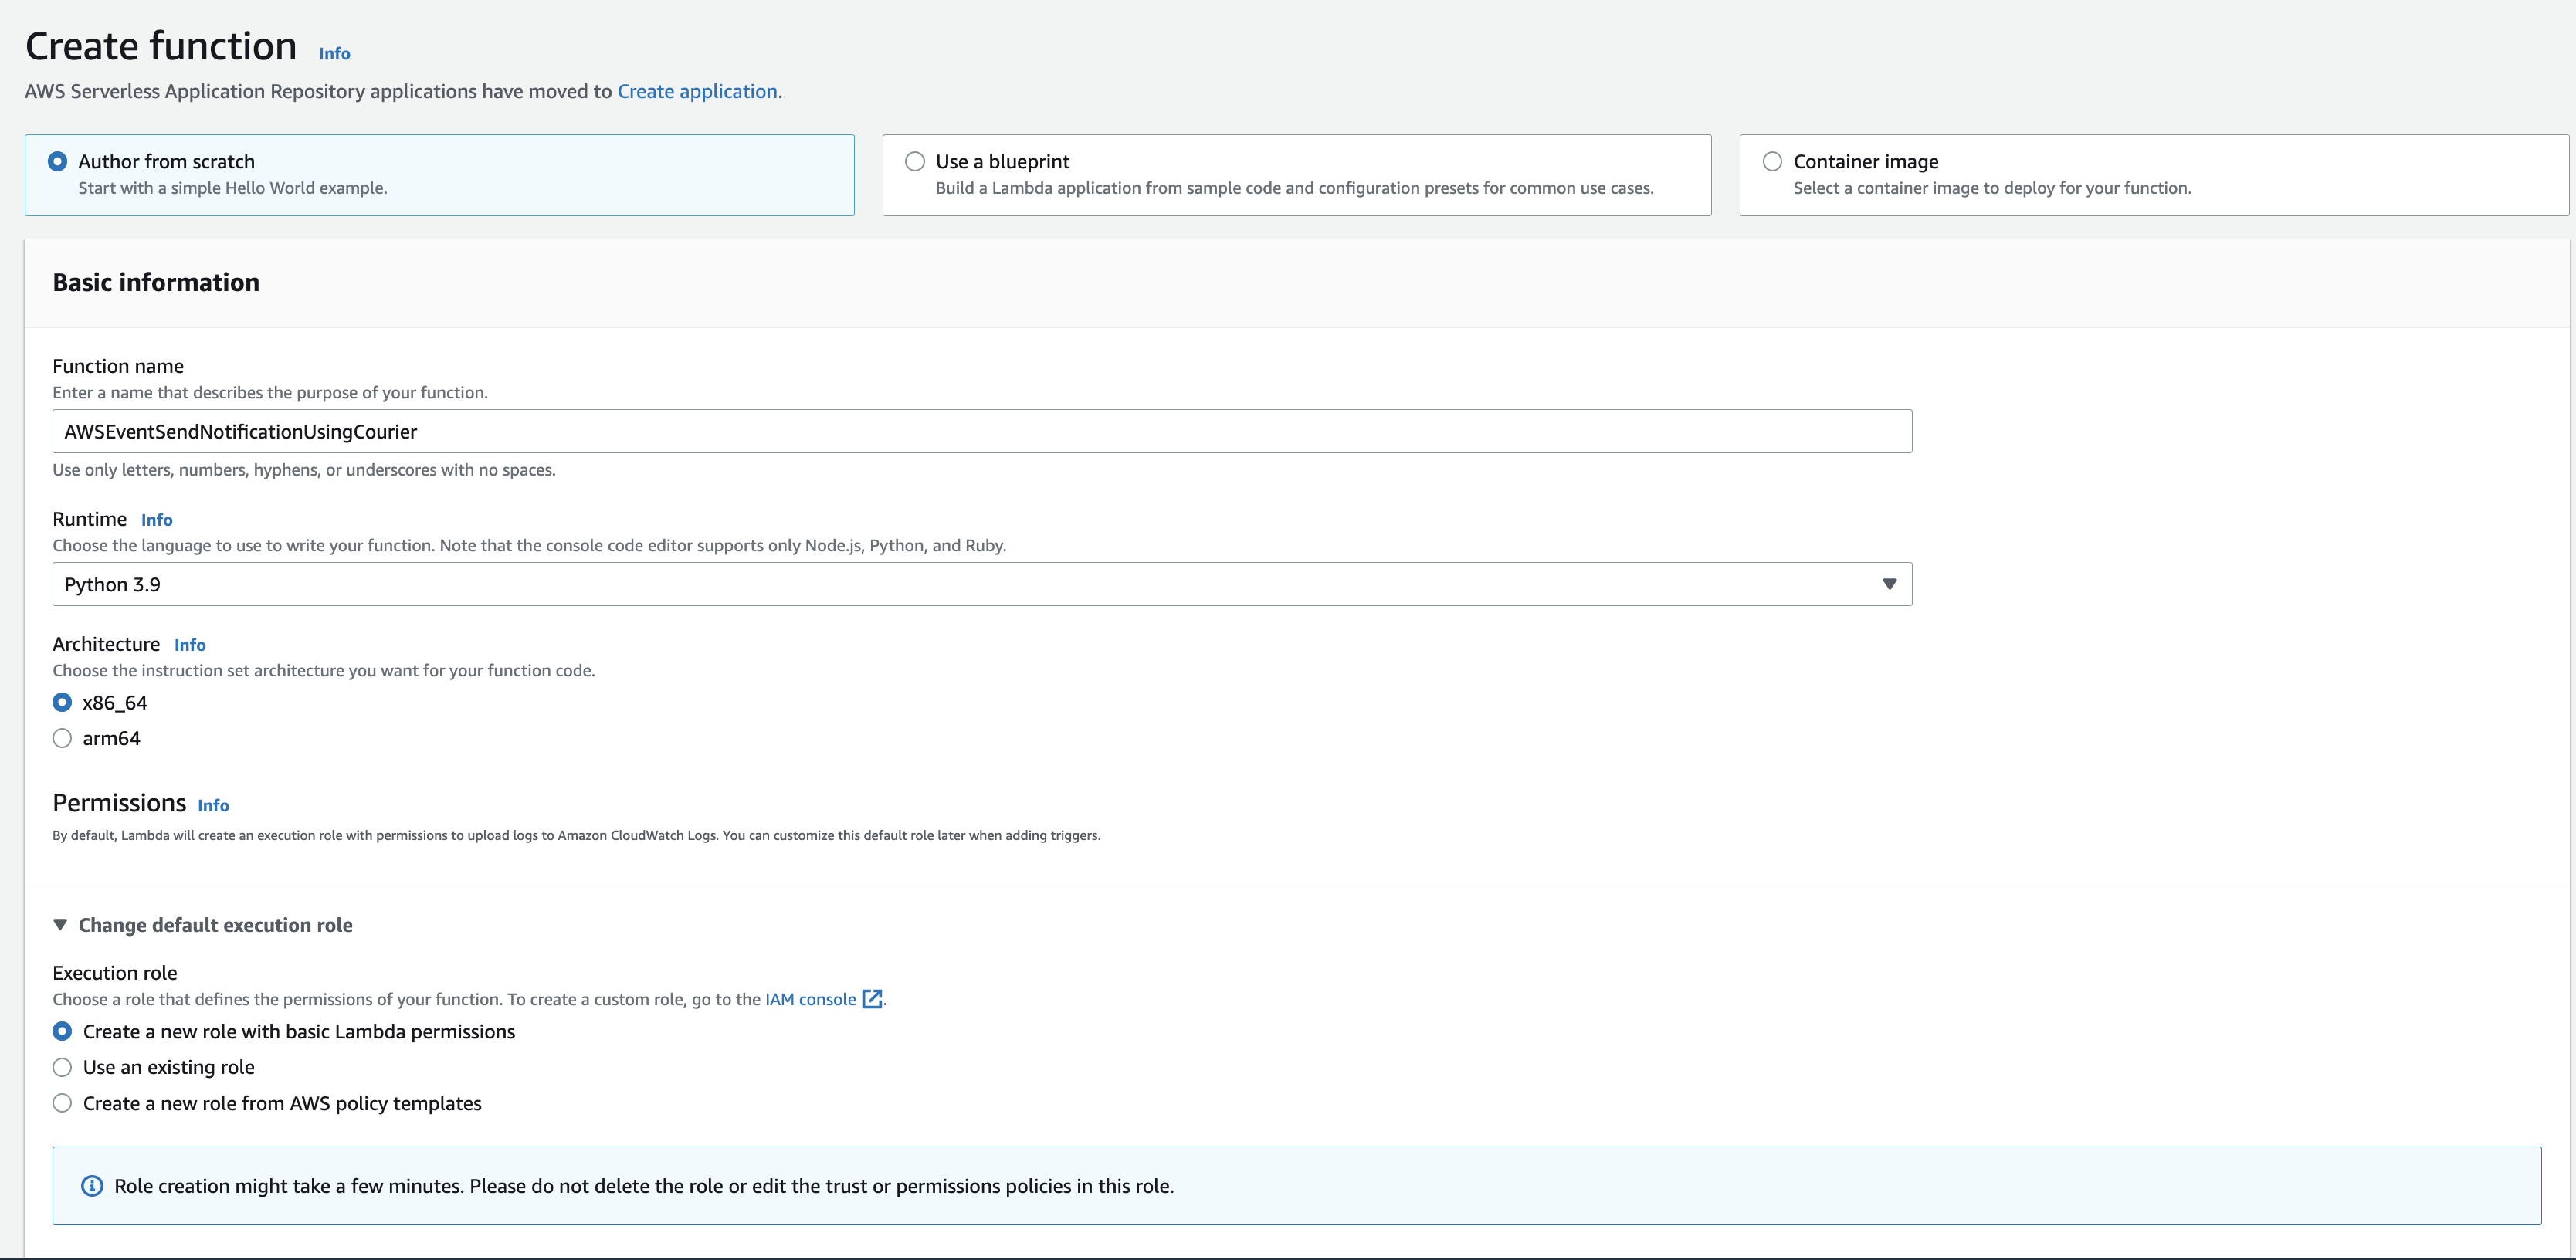 Create function Info
AWS Serverless Application Repository applications have moved to Create application.
Author from scratch
Start with a simple Hello World example.
Use a blueprint
Build a Lambda application from sample code and configuration presets for common use cases.
Container image
Select a container image to deploy for your function.
Basic information
Function name
Enter a name that describes the purpose of your function.
AWSEventSendNotificationUsingCourier
Use only letters, numbers, hyphens, or underscores with no spaces.
Runtime Info
Choose the language to use to write your function. Note that the console code editor supports only Node.js, Python, and Ruby.
Python 3.9
Architecture Info
Choose the instruction set architecture you want for your function code.
x86_64
arm64
Permissions Info
By default, Lambda will create an execution role with permissions to upload logs to Amazon CloudWatch Logs. You can customize this default role later when adding triggers.
Change default execution role
Execution role
Choose a role that defines the permissions of your function. To create a custom role, go to the IAM console.
Create a new role with basic Lambda permissions
Use an existing role
Create a new role from AWS policy templates
Role creation might take a few minutes. Please do not delete the role or edit the trust or permissions policies in this role.